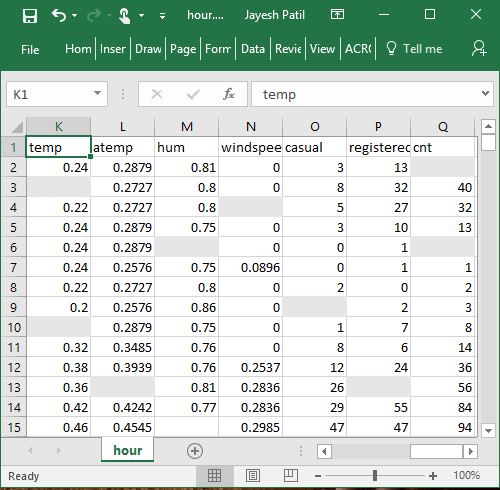 hour.... Jayesh Patil
File Hom Inser Draw Page Forr Data Revie View ACR( Tell me
K1 fx temp
K L M N O P Q
1 temp atemp hum windspee casual registered cnt
2 0.24 0.2879 0.81 0 3 13
3 0.2727 0.8 0 8 32 40
4 0.22 0.2727 0.8 5 27 32
5 0.24 0.2879 0.75 0 3 10 13
6 0.24 0.2879 0 0 1
7 0.24 0.2576 0.75 0.0896 0 1 1
8 0.22 0.2727 0.8 0 2 0 2
9 0.2 0.2576 0.86 0 2 3
10 0.2879 0.75 0 1 7 8
11 0.32 0.3485 0.76 0 8 6 14
12 0.38 0.3939 0.76 0.2537 12 24 36
13 0.36 0.81 0.2836 26 56
14 0.42 0.4242 0.77 0.2836 29 55 84
15 0.46 0.4545 0.2985 47 47 94
hour
Ready 100%